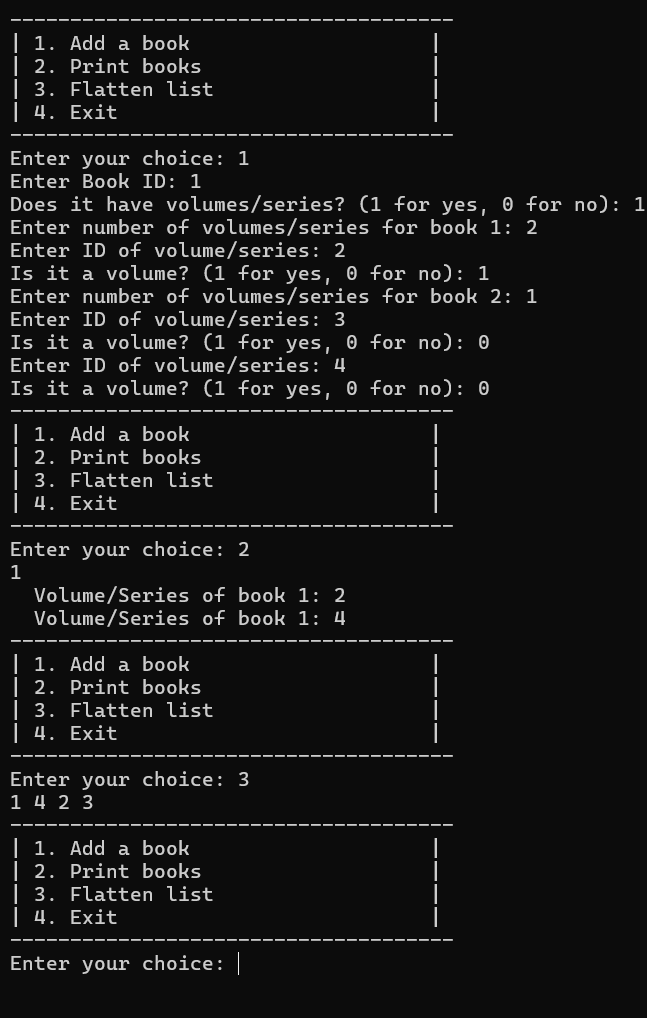 -------------------------------------
| 1. Add a book                    |
| 2. Print books                   |
| 3. Flatten list                  |
| 4. Exit                          |
-------------------------------------
Enter your choice: 1
Enter Book ID: 1
Does it have volumes/series? (1 for yes, 0 for no): 1
Enter number of volumes/series for book 1: 2
Enter ID of volume/series: 2
Is it a volume? (1 for yes, 0 for no): 1
Enter number of volumes/series for book 2: 1
Enter ID of volume/series: 3
Is it a volume? (1 for yes, 0 for no): 0
Enter ID of volume/series: 4
Is it a volume? (1 for yes, 0 for no): 0
-------------------------------------
| 1. Add a book                    |
| 2. Print books                   |
| 3. Flatten list                  |
| 4. Exit                          |
-------------------------------------
Enter your choice: 2
1
  Volume/Series of book 1: 2
  Volume/Series of book 1: 4
-------------------------------------
| 1. Add a book                    |
| 2. Print books                   |
| 3. Flatten list                  |
| 4. Exit                          |
-------------------------------------
Enter your choice: 3
1 4 2 3
-------------------------------------
| 1. Add a book                    |
| 2. Print books                   |
| 3. Flatten list                  |
| 4. Exit                          |
-------------------------------------
Enter your choice: